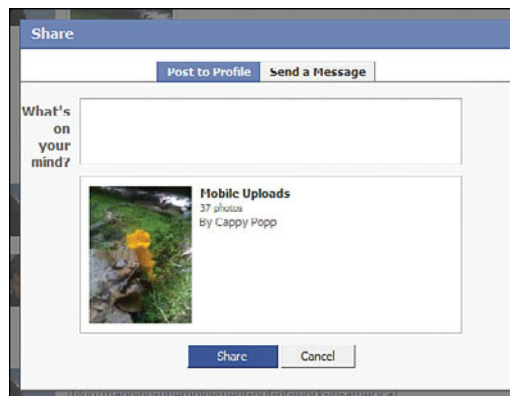 Share
Post to Profile Send a Message
What's
on
your
mind?
Mobile Uploads
37 photos
By Cappy Popp
Share Cancel